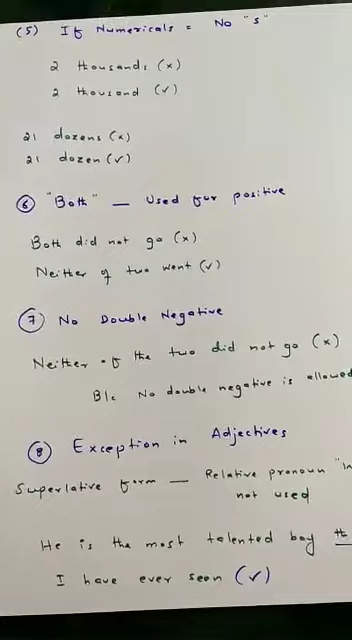 (5) If Numericals = No "s"
2 thousands (x)
2 thousand (✓)
21 dozens (x)
21 dozen (✓)
⑥ "Both" — Used for positive
Both did not go (x)
Neither of two went (✓)
⑦ No Double Negative
Neither of the two did not go (x)
B/c No double negative is allowed
⑧ Exception in Adjectives
Superlative form — Relative pronoun
not used
He is the most talented boy
I have ever seen (✓)